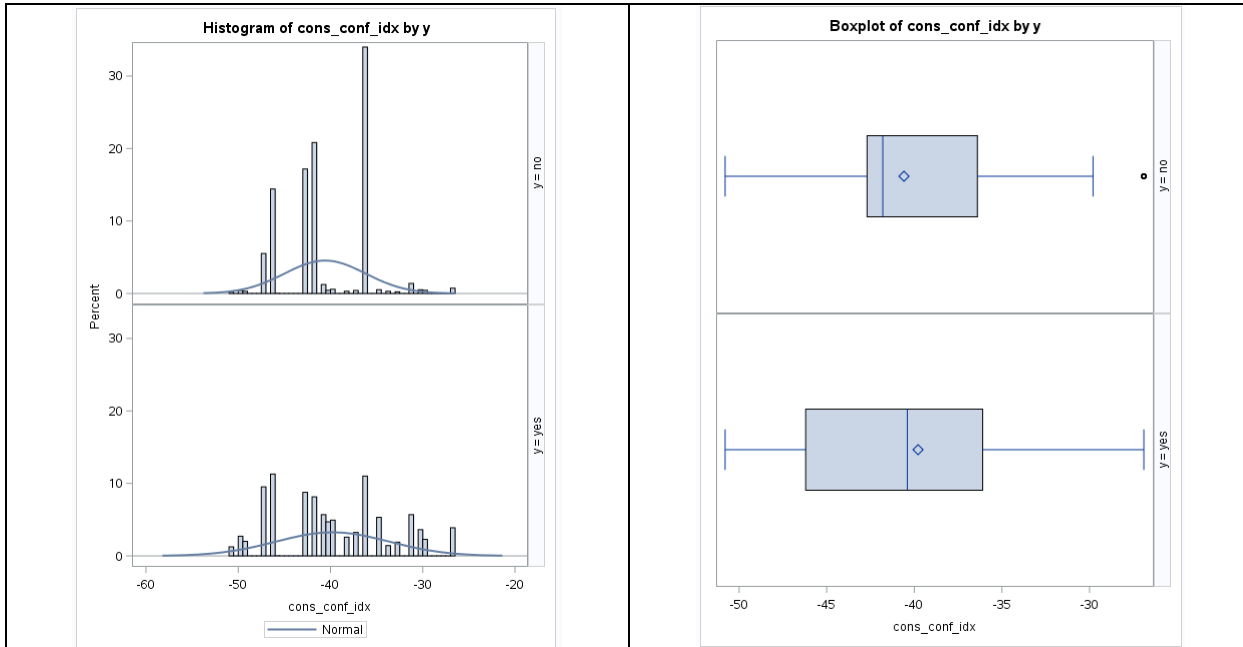 Histogram of cons_conf_idx by y
30
20
10
0
y = no
Percent
30
20
10
0
y = yes
-60 -50 -40 -30 -20
cons_conf_idx
Normal
Boxplot of cons_conf_idx by y
y = no
y = yes
-50 -45 -40 -35 -30
cons_conf_idx